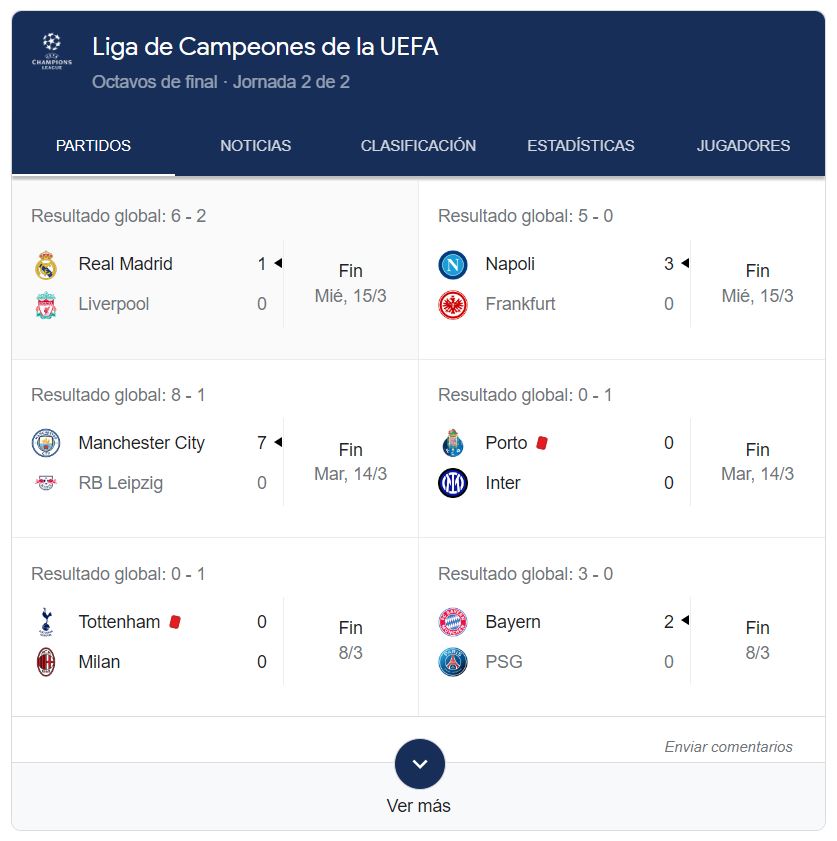 CHAMPIONS
LEAGUE
Liga de Campeones de la UEFA
Octavos de final · Jornada 2 de 2
PARTIDOS NOTICIAS CLASIFICACIÓN ESTADÍSTICAS JUGADORES
Resultado global: 6 - 2
Real Madrid 1
Liverpool 0
Fin
Mié, 15/3
Resultado global: 5 - 0
Napoli 3
Frankfurt 0
Fin
Mié, 15/3
Resultado global: 8 - 1
Manchester City 7
RB Leipzig 0
Fin
Mar, 14/3
Resultado global: 0 - 1
Porto 0
Inter 0
Fin
Mar, 14/3
Resultado global: 0 - 1
Tottenham 0
Milan 0
Fin
8/3
Resultado global: 3 - 0
Bayern 2
PSG 0
Fin
8/3
Enviar comentarios
Ver más